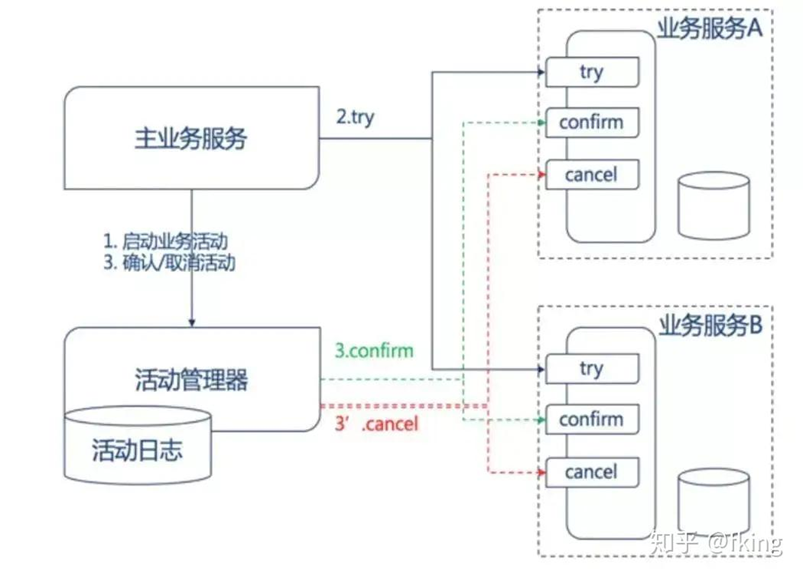 业务服务A
try
confirm
cancel
主业务服务
2.try
1. 启动业务活动
3. 确认/取消活动
活动管理器
活动日志
3.confirm
3’.cancel
业务服务B
try
confirm
cancel
知乎 @fking